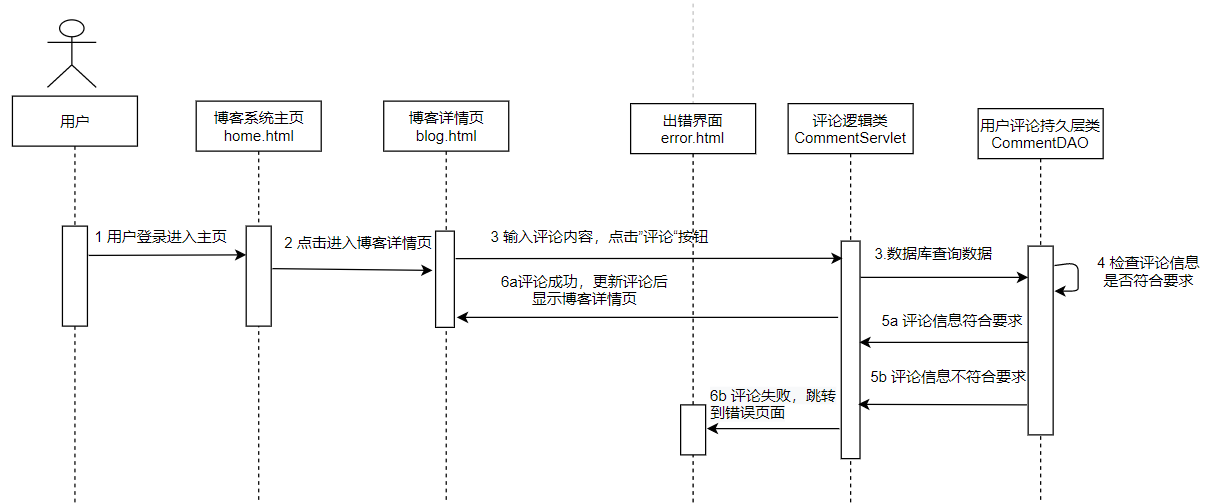 用户
博客系统主页
home.html
博客详情页
blog.html
出错界面
error.html
评论逻辑类
CommentServlet
用户评论持久层类
CommentDAO
1 用户登录进入主页
2 点击进入博客详情页
3 输入评论内容，点击”评论“按钮
3.数据库查询数据
4 检查评论信息
是否符合要求
6a评论成功，更新评论后
显示博客详情页
5a 评论信息符合要求
5b 评论信息不符合要求
6b 评论失败，跳转
到错误页面